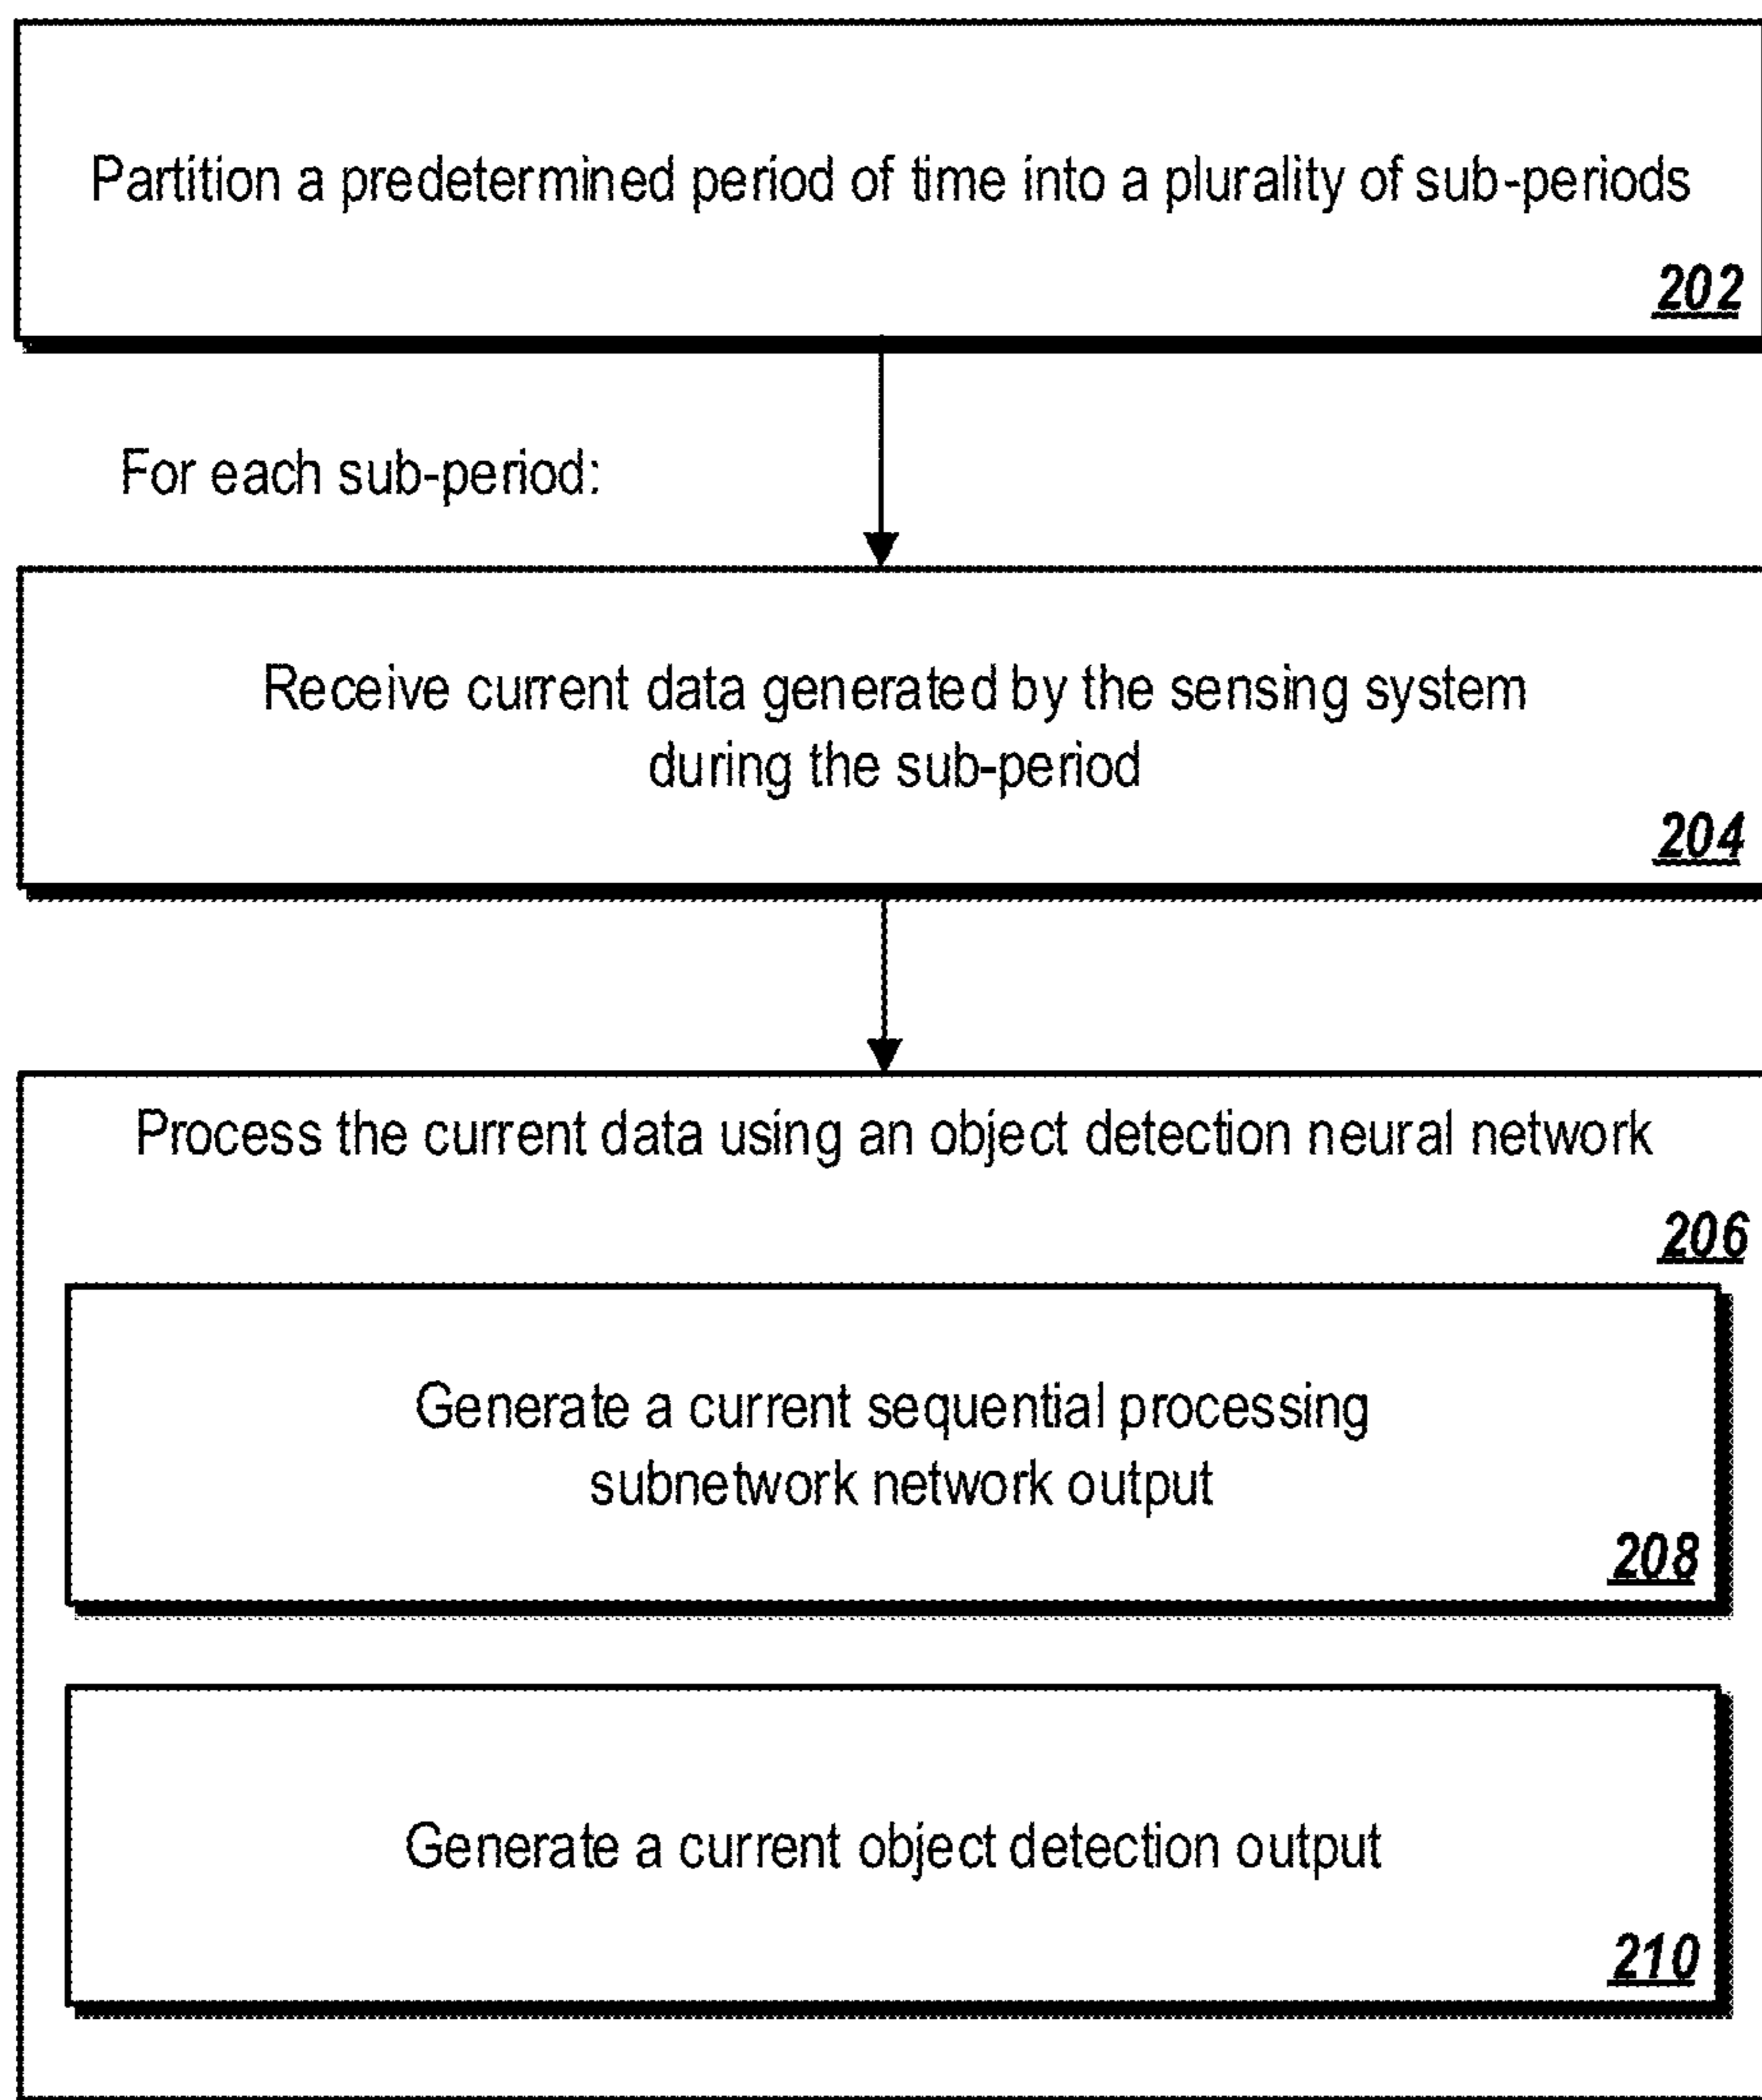 Partition a predetermined period of time into a plurality of sub-periods
202
For each sub-period:
Receive current data generated by the sensing system
during the sub-period
204
Process the current data using an object detection neural network
206
Generate a current sequential processing
subnetwork network output
208
Generate a current object detection output
210